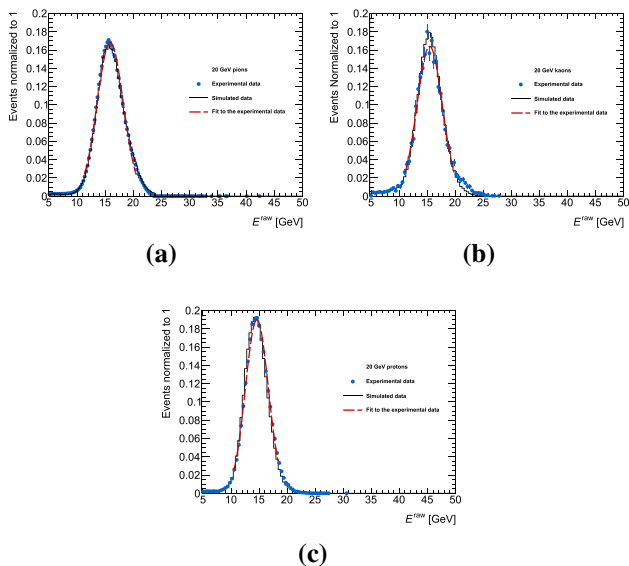 Events normalized to 1
0.2
0.18
0.16
0.14
0.12
0.1
0.08
0.06
0.04
0.02
0
5 10 15 20 25 30 35 40 45 50
E^raw [GeV]
20 GeV pions
Experimental data
Simulated data
Fit to the experimental data
(a)
Events Normalized to 1
0.2
0.18
0.16
0.14
0.12
0.1
0.08
0.06
0.04
0.02
0
5 10 15 20 25 30 35 40 45 50
E^raw [GeV]
20 GeV kaons
Experimental data
Simulated data
Fit to the experimental data
(b)
Events normalized to 1
0.2
0.18
0.16
0.14
0.12
0.1
0.08
0.06
0.04
0.02
0
5 10 15 20 25 30 35 40 45 50
E^raw [GeV]
20 GeV protons
Experimental data
Simulated data
Fit to the experimental data
(c)